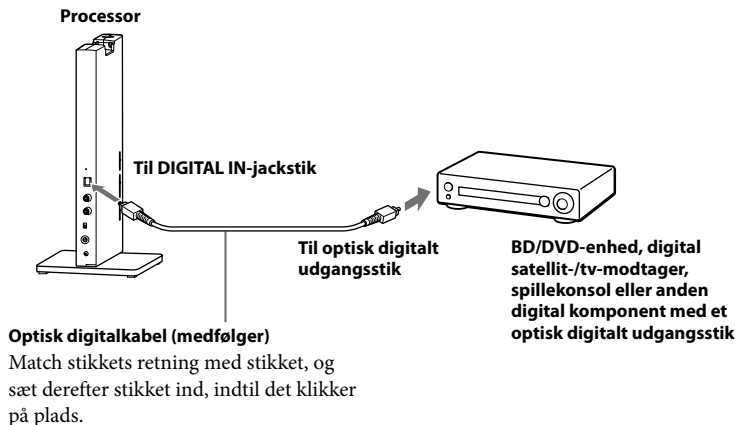 Processor
Til DIGITAL IN-jackstik
Til optisk digitalt
udgangsstik
BD/DVD-enhed, digital
satellit-/tv-modtager,
spillekonsol eller anden
digital komponent med et
optisk digitalt udgangsstik
Optisk digitalkabel (medfølger)
Match stikkets retning med stikket, og
sæt derefter stikket ind, indtil det klikker
på plads.